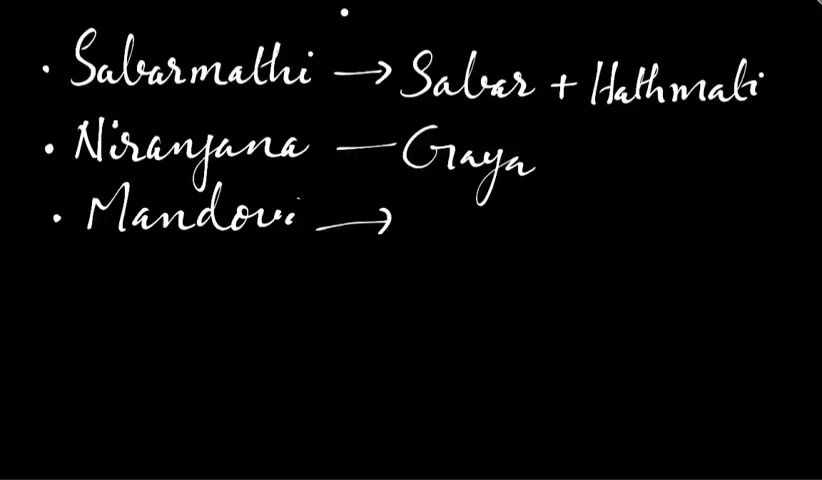 · Sabarmathi → Sabar + Hathmati
· Niranjana — Gaya
· Mandovi →